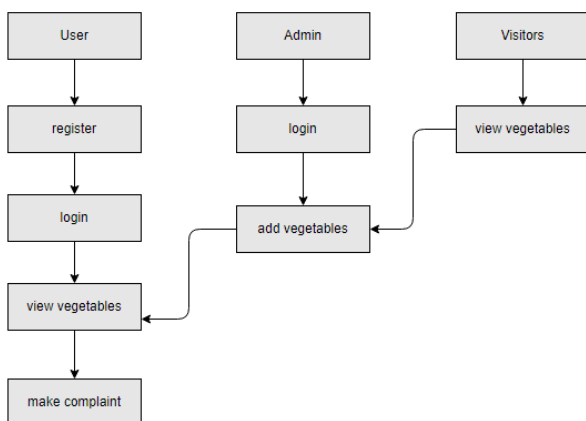 User
Admin
Visitors
register
login
view vegetables
login
add vegetables
view vegetables
make complaint